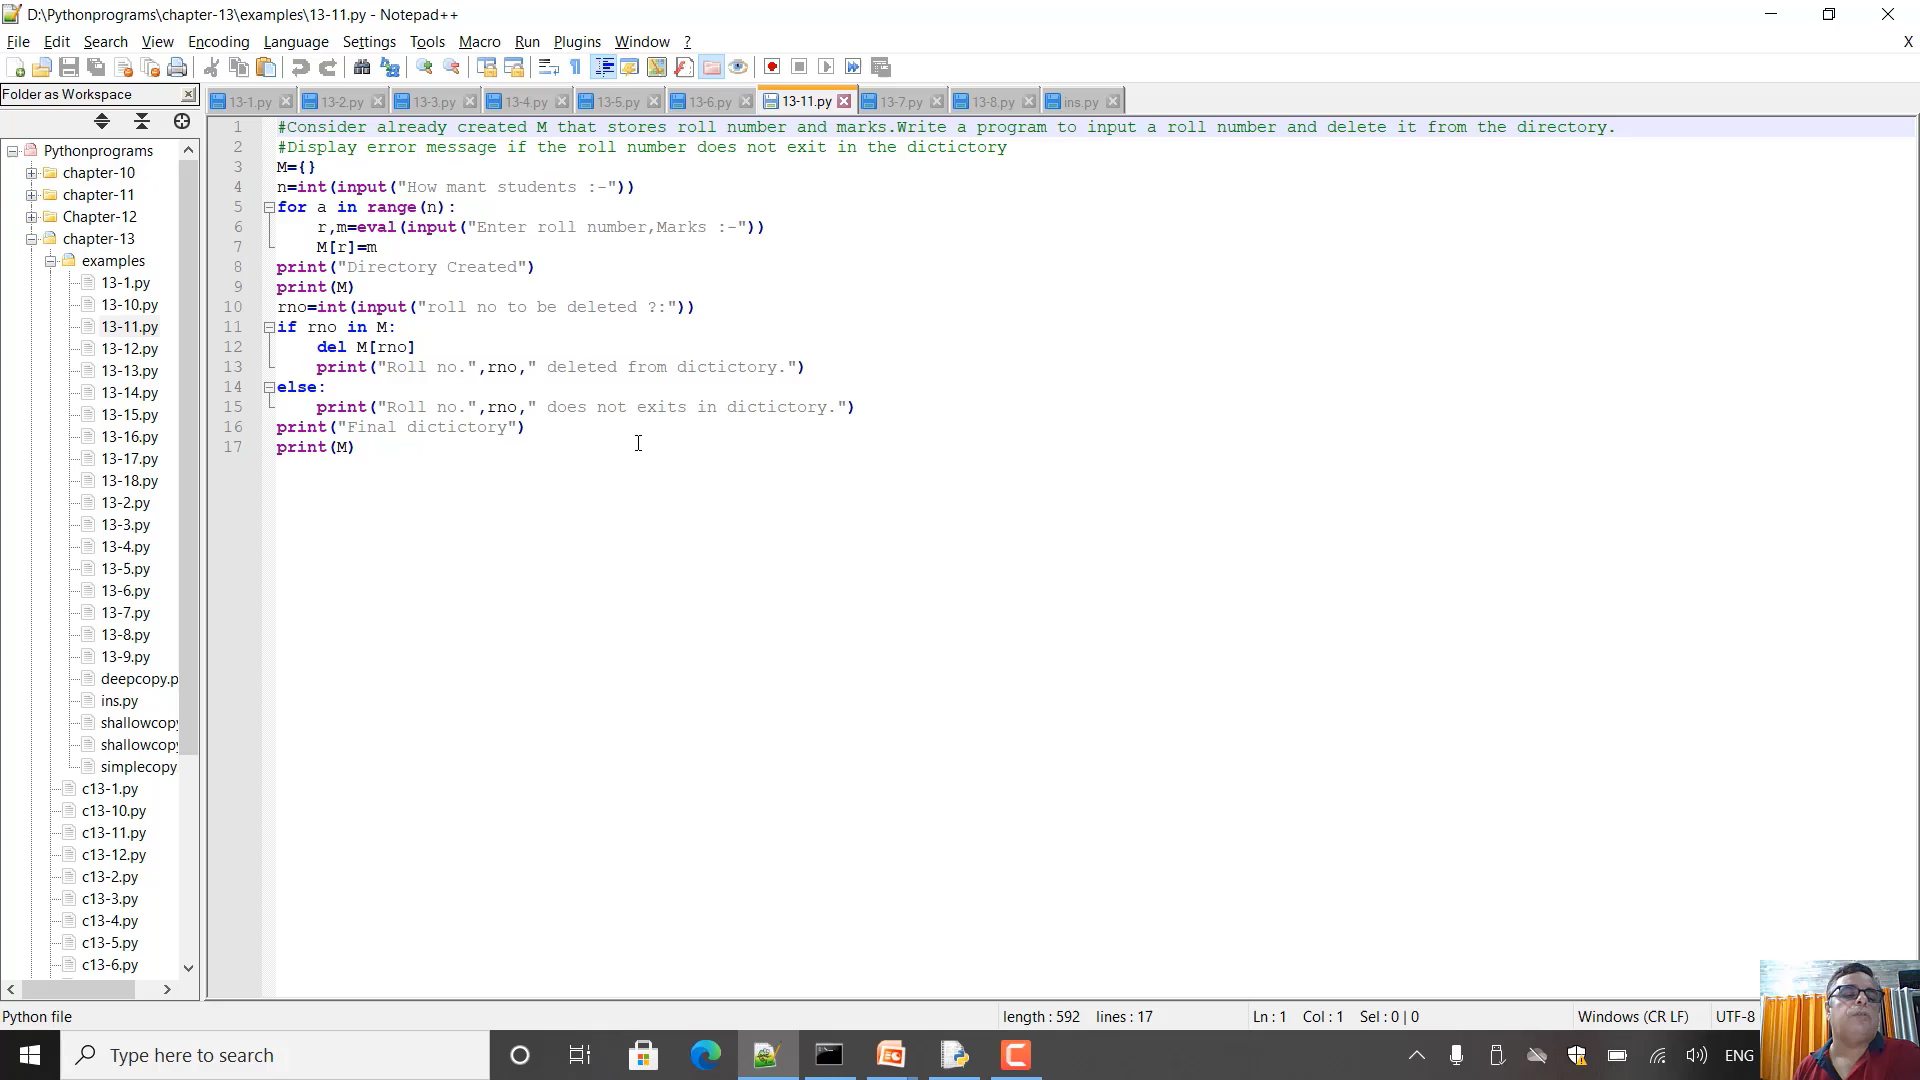 D:\Pythonprograms\chapter-13\examples\13-11.py - Notepad++
File Edit Search View Encoding Language Settings Tools Macro Run Plugins Window ? X
Folder as Workspace
13-1.py 13-2.py 13-3.py 13-4.py 13-5.py 13-6.py 13-11.py 13-7.py 13-8.py ins.py
Pythonprograms
chapter-10
chapter-11
Chapter-12
chapter-13
examples
13-1.py
13-10.py
13-11.py
13-12.py
13-13.py
13-14.py
13-15.py
13-16.py
13-17.py
13-18.py
13-2.py
13-3.py
13-4.py
13-5.py
13-6.py
13-7.py
13-8.py
13-9.py
deepcopy.p
ins.py
shallowcopy
shallowcopy
simplecopy
c13-1.py
c13-10.py
c13-11.py
c13-12.py
c13-2.py
c13-3.py
c13-4.py
c13-5.py
c13-6.py
1 #Consider already created M that stores roll number and marks.Write a program to input a roll number and delete it from the directory.
2 #Display error message if the roll number does not exit in the dictictory
3 M={}
4 n=int(input("How mant students :-"))
5 for a in range(n):
6 r,m=eval(input("Enter roll number,Marks :-"))
7 M[r]=m
8 print("Directory Created")
9 print(M)
10 rno=int(input("roll no to be deleted ?:"))
11 if rno in M:
12 del M[rno]
13 print("Roll no.",rno," deleted from dictictory.")
14 else:
15 print("Roll no.",rno," does not exits in dictictory.")
16 print("Final dictictory")
17 print(M)
Python file length : 592 lines : 17 Ln : 1 Col : 1 Sel : 0 | 0 Windows (CR LF) UTF-8
Type here to search ENG